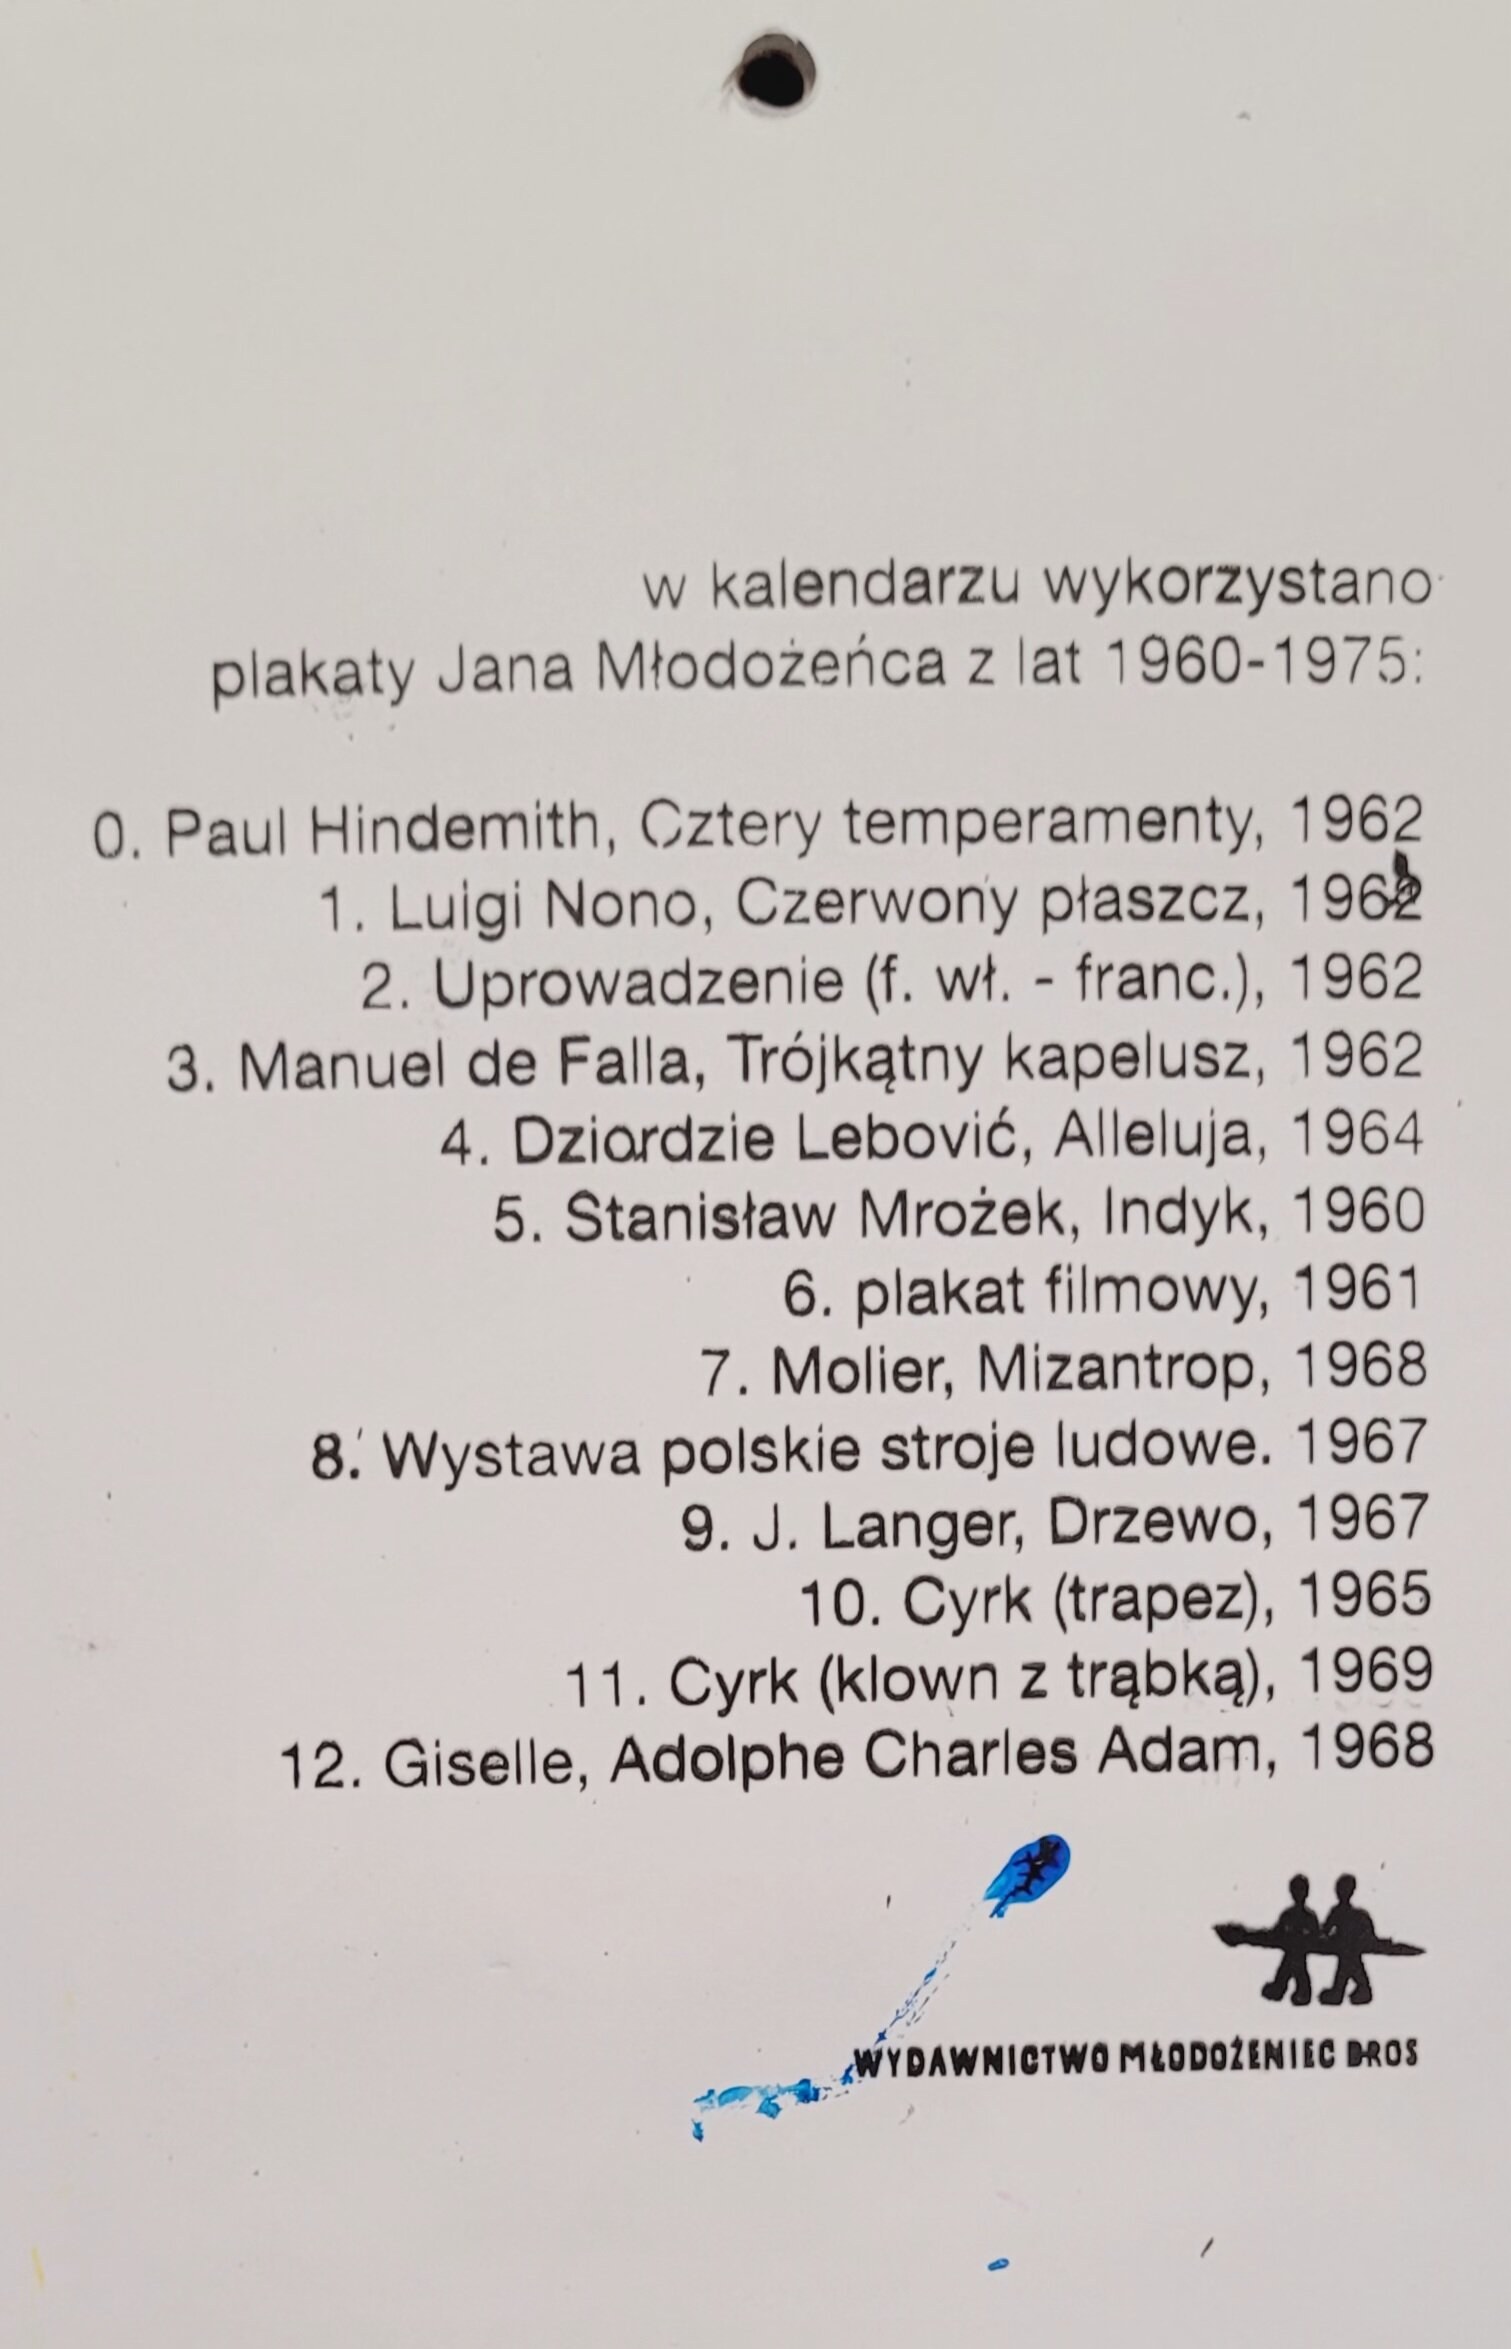 w kalendarzu wykorzystano
plakaty Jana Młodożeńca z lat 1960-1975:
0. Paul Hindemith, Cztery temperamenty, 1962
1. Luigi Nono, Czerwony płaszcz, 1962
2. Uprowadzenie (f. wł. - franc.), 1962
3. Manuel de Falla, Trójkątny kapelusz, 1962
4. Dziordzie Lebović, Alleluja, 1964
5. Stanisław Mrożek, Indyk, 1960
6. plakat filmowy, 1961
7. Molier, Mizantrop, 1968
8. Wystawa polskie stroje ludowe. 1967
9. J. Langer, Drzewo, 1967
10. Cyrk (trapez), 1965
11. Cyrk (klown z trąbką), 1969
12. Giselle, Adolphe Charles Adam, 1968
WYDAWNICTWO MŁODOŻENIEC BROS